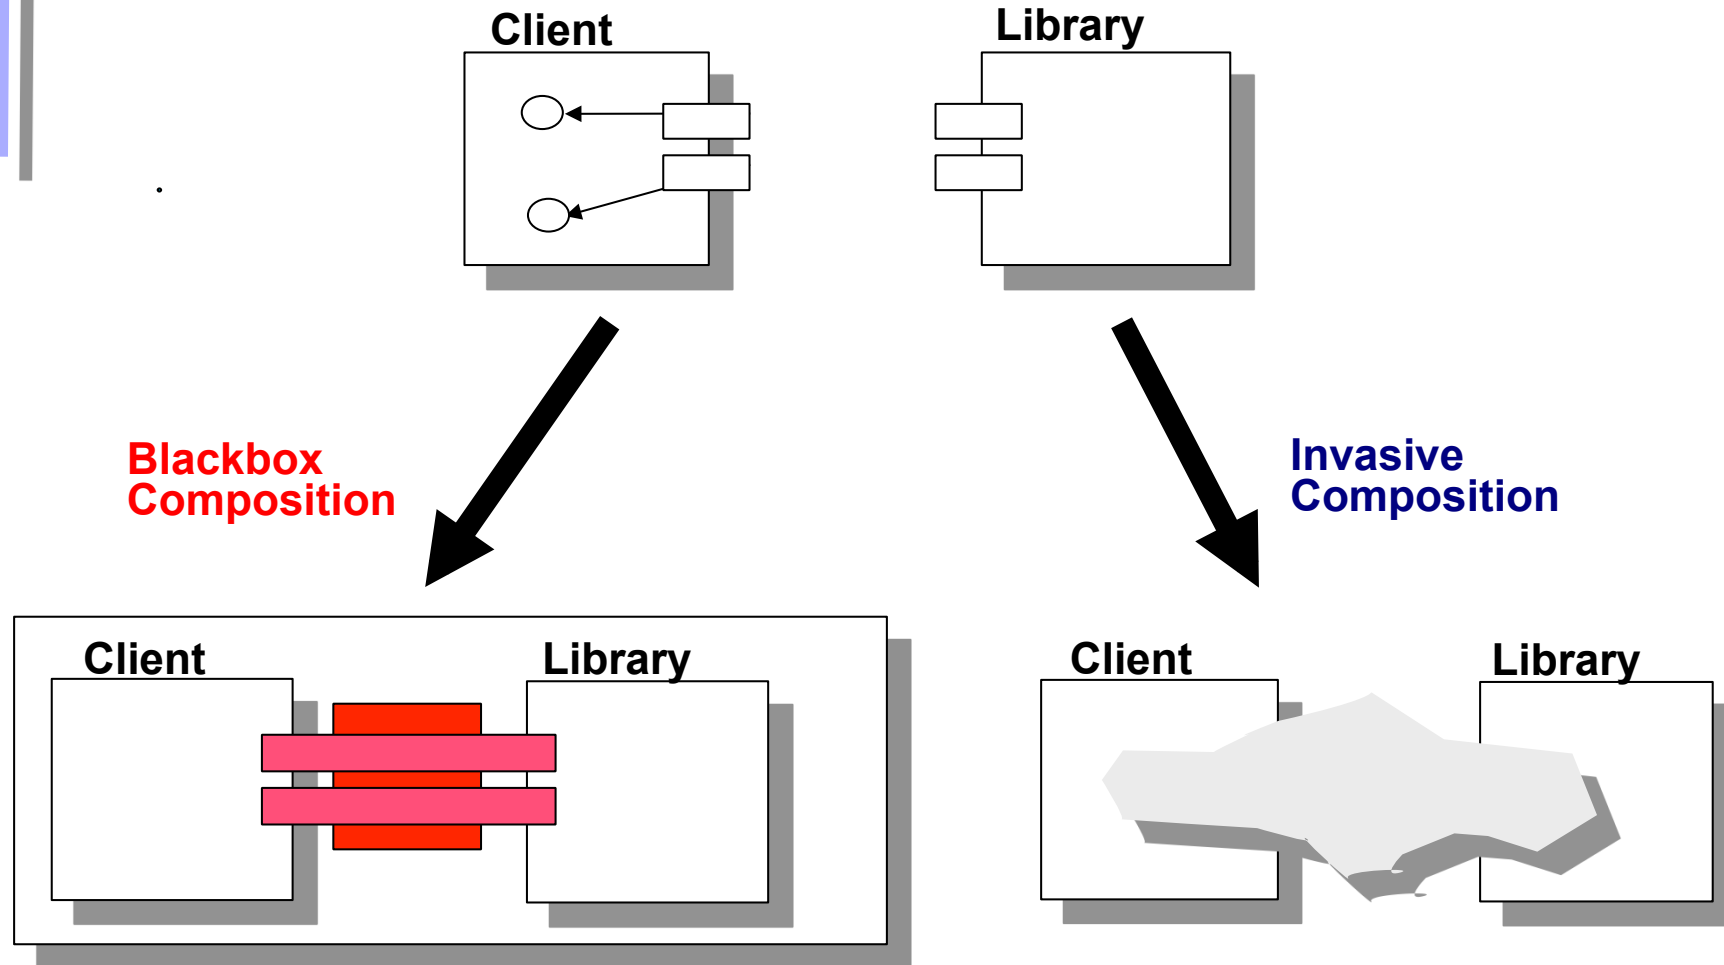 Client
Library
Blackbox
Composition
Invasive
Composition
Client
Library
Client
Library